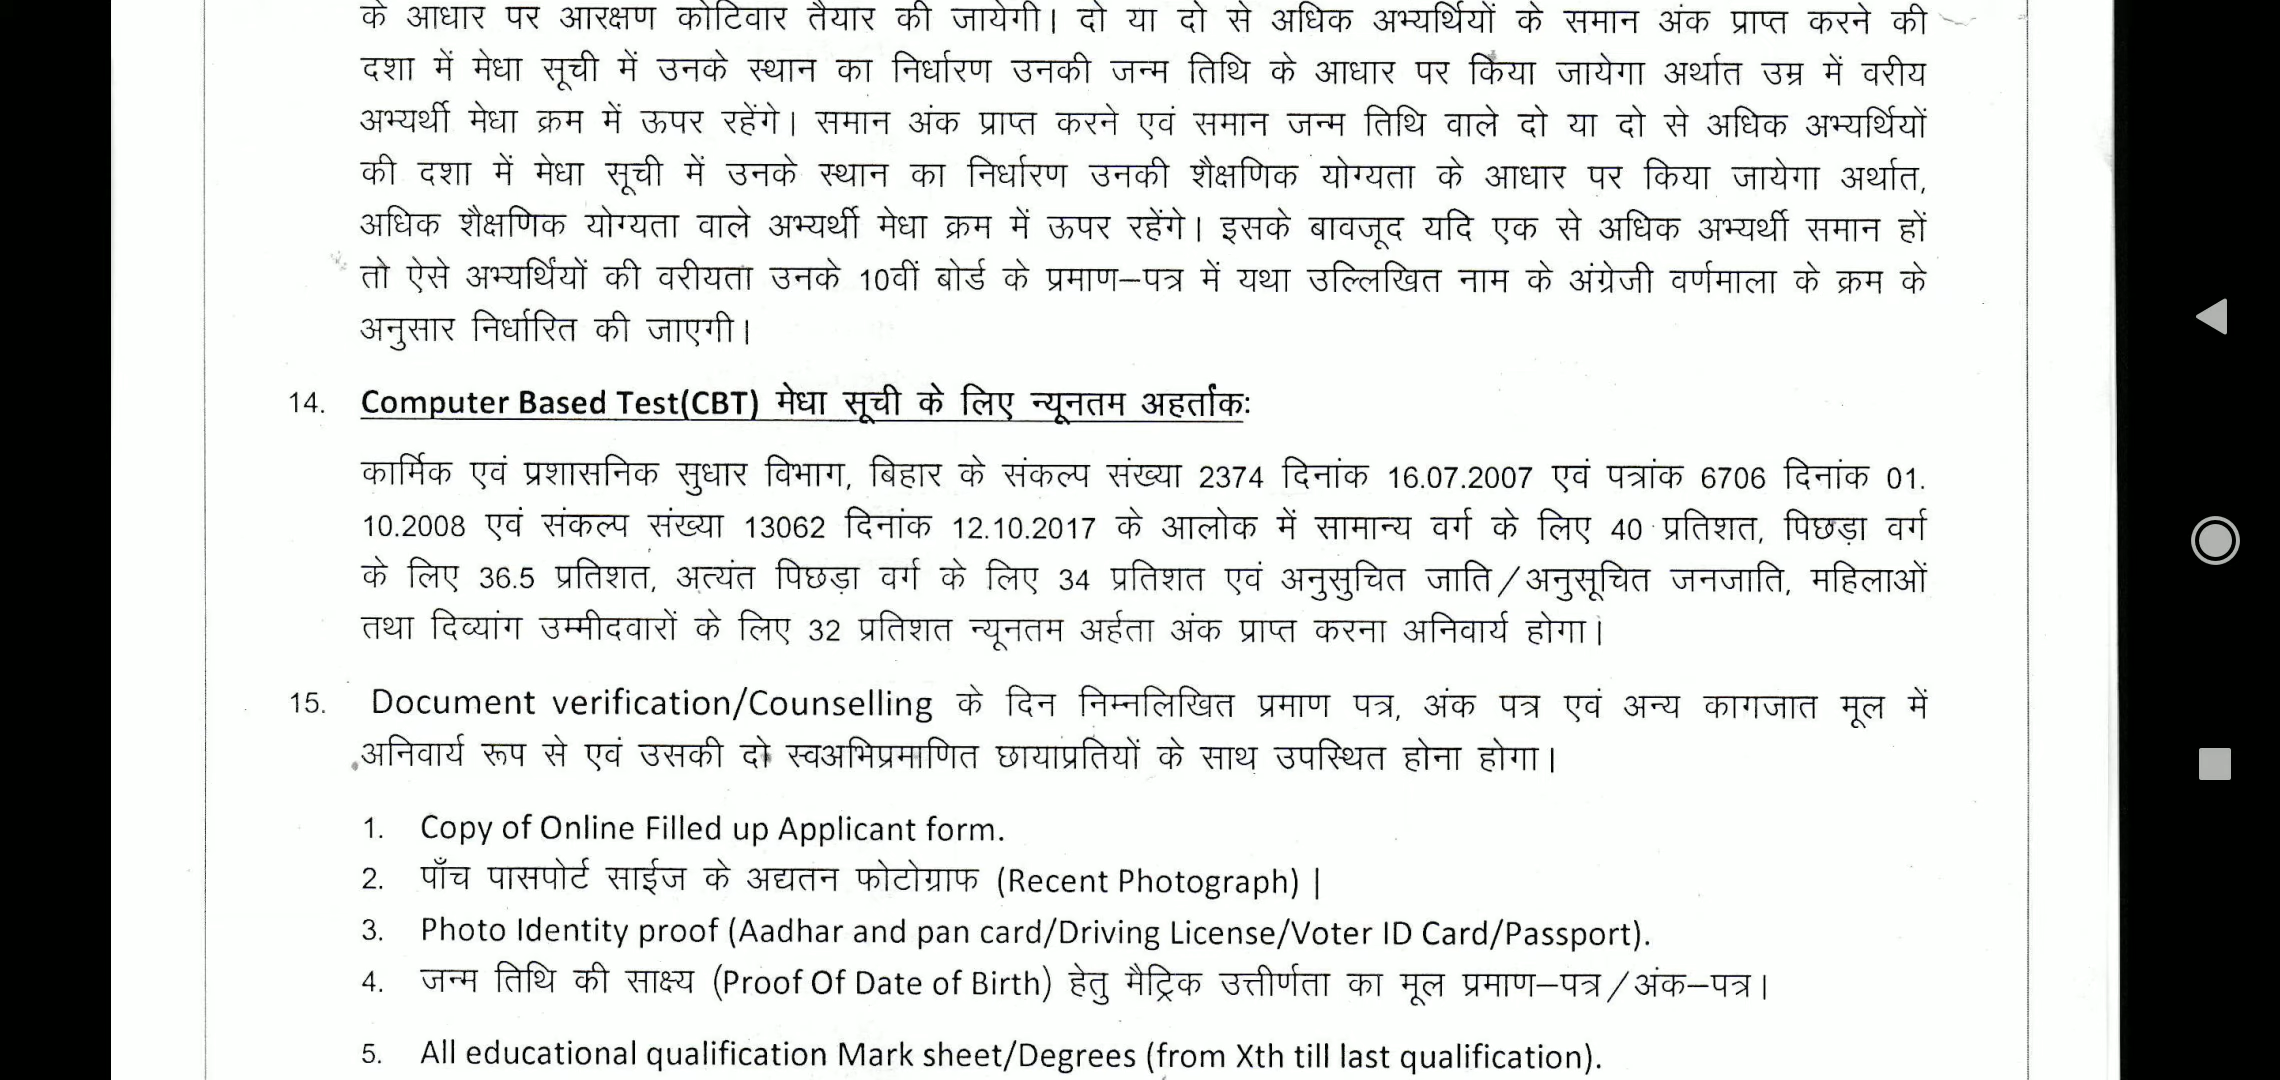 के आधार पर आरक्षण कोटिवार तैयार की जायेगी। दो या दो से अधिक अभ्यर्थियों के समान अंक प्राप्त करने की
दशा में मेधा सूची में उनके स्थान का निर्धारण उनकी जन्म तिथि के आधार पर किया जायेगा अर्थात उम्र में वरीय
अभ्यर्थी मेधा क्रम में ऊपर रहेंगे। समान अंक प्राप्त करने एवं समान जन्म तिथि वाले दो या दो से अधिक अभ्यर्थियों
की दशा में मेधा सूची में उनके स्थान का निर्धारण उनकी शैक्षणिक योग्यता के आधार पर किया जायेगा अर्थात,
अधिक शैक्षणिक योग्यता वाले अभ्यर्थी मेधा क्रम में ऊपर रहेंगे। इसके बावजूद यदि एक से अधिक अभ्यर्थी समान हों
तो ऐसे अभ्यर्थियों की वरीयता उनके 10वीं बोर्ड के प्रमाण–पत्र में यथा उल्लिखित नाम के अंग्रेजी वर्णमाला के क्रम के
अनुसार निर्धारित की जाएगी।
14. Computer Based Test(CBT) मेधा सूची के लिए न्यूनतम अहर्ताकः
कार्मिक एवं प्रशासनिक सुधार विभाग, बिहार के संकल्प संख्या 2374 दिनांक 16.07.2007 एवं पत्रांक 6706 दिनांक 01.
10.2008 एवं संकल्प संख्या 13062 दिनांक 12.10.2017 के आलोक में सामान्य वर्ग के लिए 40 प्रतिशत, पिछड़ा वर्ग
के लिए 36.5 प्रतिशत, अत्यंत पिछड़ा वर्ग के लिए 34 प्रतिशत एवं अनुसुचित जाति/अनुसूचित जनजाति, महिलाओं
तथा दिव्यांग उम्मीदवारों के लिए 32 प्रतिशत न्यूनतम अर्हता अंक प्राप्त करना अनिवार्य होगा।
15. Document verification/Counselling के दिन निम्नलिखित प्रमाण पत्र, अंक पत्र एवं अन्य कागजात मूल में
अनिवार्य रूप से एवं उसकी दो स्वअभिप्रमाणित छायाप्रतियों के साथ उपस्थित होना होगा।
1. Copy of Online Filled up Applicant form.
2. पाँच पासपोर्ट साईज के अद्यतन फोटोग्राफ (Recent Photograph) |
3. Photo Identity proof (Aadhar and pan card/Driving License/Voter ID Card/Passport).
4. जन्म तिथि की साक्ष्य (Proof Of Date of Birth) हेतु मैट्रिक उत्तीर्णता का मूल प्रमाण–पत्र/अंक–पत्र।
5. All educational qualification Mark sheet/Degrees (from Xth till last qualification).